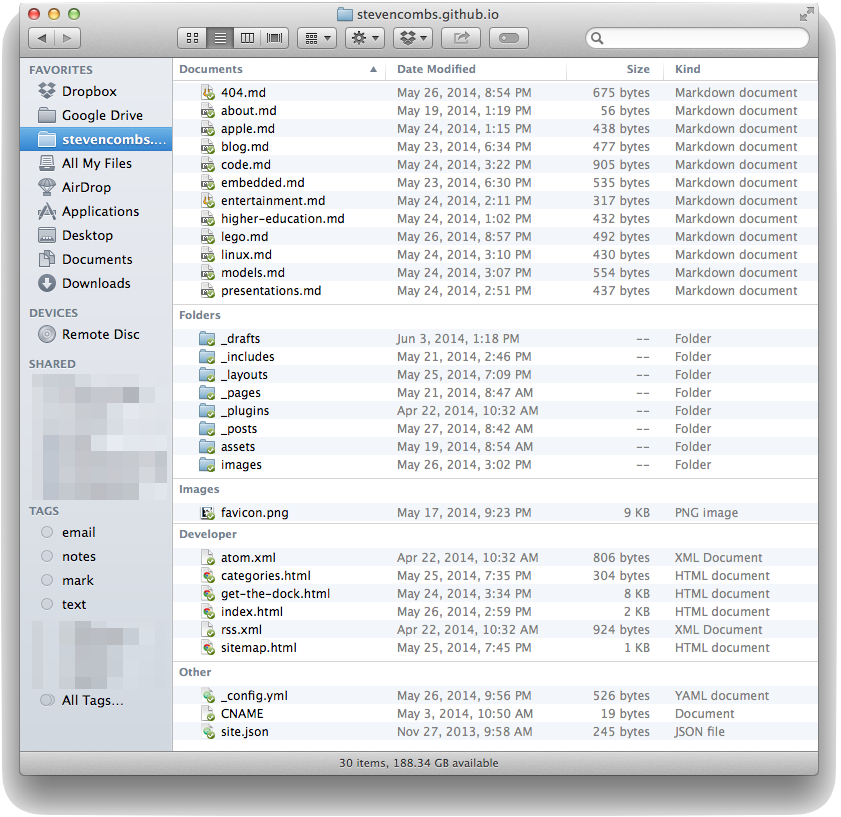 stevencombs.github.io
FAVORITES
Dropbox
Google Drive
stevencombs....
All My Files
AirDrop
Applications
Desktop
Documents
Downloads
DEVICES
Remote Disc
SHARED
TAGS
email
notes
mark
text
All Tags...
Documents Date Modified Size Kind
404.md May 26, 2014, 8:54 PM 675 bytes Markdown document
about.md May 19, 2014, 1:19 PM 56 bytes Markdown document
apple.md May 24, 2014, 1:15 PM 438 bytes Markdown document
blog.md May 23, 2014, 6:34 PM 477 bytes Markdown document
code.md May 24, 2014, 3:22 PM 905 bytes Markdown document
embedded.md May 23, 2014, 6:30 PM 535 bytes Markdown document
entertainment.md May 24, 2014, 2:11 PM 317 bytes Markdown document
higher-education.md May 24, 2014, 1:02 PM 432 bytes Markdown document
lego.md May 26, 2014, 8:57 PM 492 bytes Markdown document
linux.md May 24, 2014, 3:10 PM 430 bytes Markdown document
models.md May 24, 2014, 3:07 PM 554 bytes Markdown document
presentations.md May 24, 2014, 2:51 PM 437 bytes Markdown document
Folders
_drafts Jun 3, 2014, 1:18 PM -- Folder
_includes May 21, 2014, 2:46 PM -- Folder
_layouts May 25, 2014, 7:09 PM -- Folder
_pages May 21, 2014, 8:47 AM -- Folder
_plugins Apr 22, 2014, 10:32 AM -- Folder
_posts May 27, 2014, 8:42 AM -- Folder
assets May 19, 2014, 8:54 AM -- Folder
images May 26, 2014, 3:02 PM -- Folder
Images
favicon.png May 17, 2014, 9:23 PM 9 KB PNG image
Developer
atom.xml Apr 22, 2014, 10:32 AM 806 bytes XML Document
categories.html May 25, 2014, 7:35 PM 304 bytes HTML document
get-the-dock.html May 24, 2014, 3:34 PM 8 KB HTML document
index.html May 26, 2014, 2:59 PM 2 KB HTML document
rss.xml Apr 22, 2014, 10:32 AM 924 bytes XML Document
sitemap.html May 25, 2014, 7:45 PM 1 KB HTML document
Other
_config.yml May 26, 2014, 9:56 PM 526 bytes YAML document
CNAME May 3, 2014, 10:50 AM 19 bytes Document
site.json Nov 27, 2013, 9:58 AM 245 bytes JSON file
30 items, 188.34 GB available